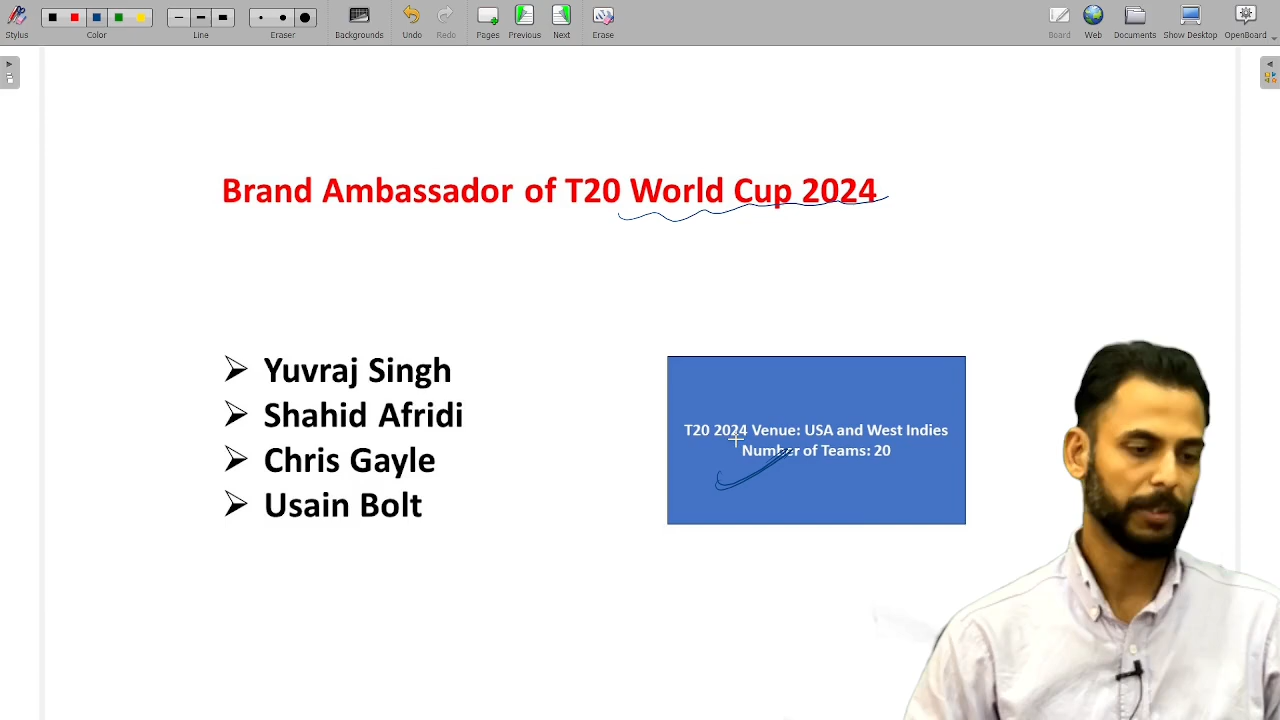 Stylus
Color
Line
Eraser
Backgrounds
Undo
Redo
Pages
Previous
Next
Erase
Board
Web
Documents
Show Desktop
OpenBoard
Brand Ambassador of T20 World Cup 2024
Yuvraj Singh
Shahid Afridi
Chris Gayle
Usain Bolt
T20 2024 Venue: USA and West Indies
Number of Teams: 20